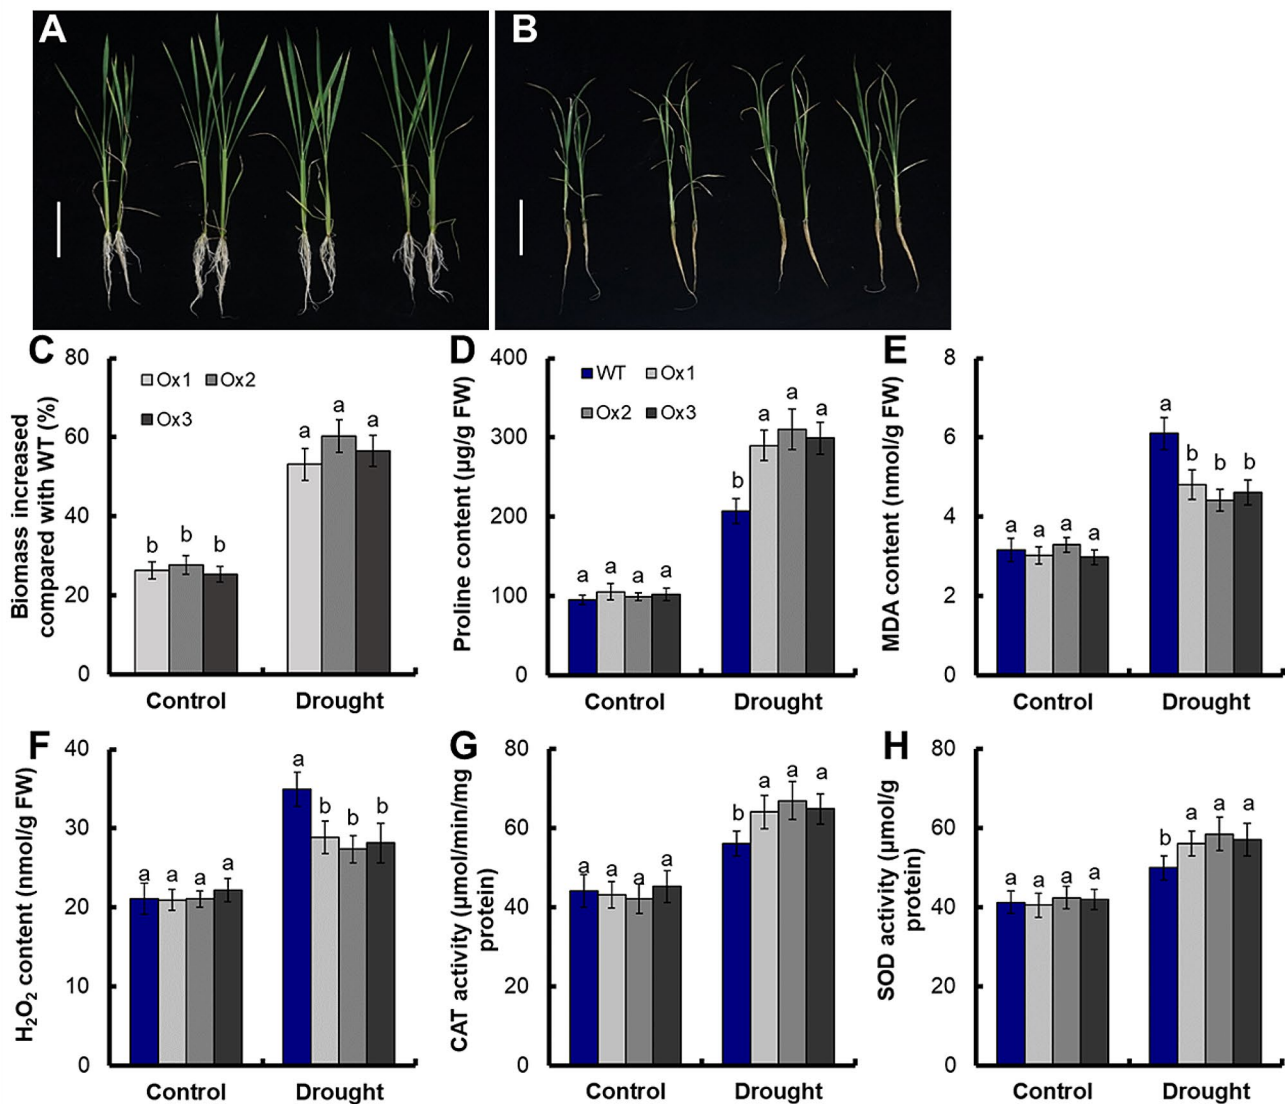 A
B
C
Biomass increased
compared with WT (%)
80
60
40
20
0
Ox1 Ox2
Ox3
b b b
a a a
Control Drought
D
Proline content (µg/g FW)
400
300
200
100
0
WT Ox1
Ox2 Ox3
a a a a
b a a a
Control Drought
E
MDA content (nmol/g FW)
8
6
4
2
0
a a a a
a b b b
Control Drought
F
H₂O₂ content (nmol/g FW)
40
30
20
10
0
a a a a
a b b b
Control Drought
G
CAT activity (µmol/min/mg
protein)
80
60
40
20
0
a a a a
b a a a
Control Drought
H
SOD activity (µmol/g
protein)
80
60
40
20
0
a a a a
b a a a
Control Drought